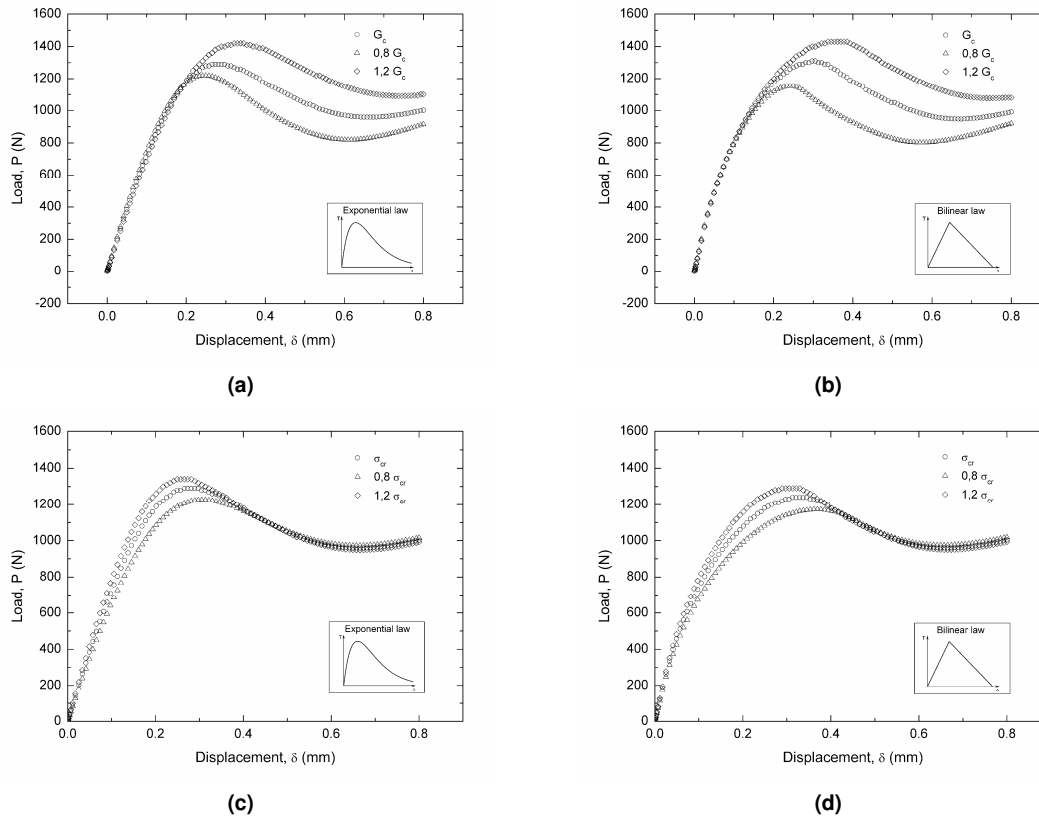 1600
1400
1200
1000
800
600
400
200
0
-200
Load, P (N)
G_c
0,8 G_c
1,2 G_c
Exponential law
T
0.0 0.2 0.4 0.6 0.8
Displacement, δ (mm)
(a)
1600
1400
1200
1000
800
600
400
200
0
-200
Load, P (N)
G_c
0,8 G_c
1,2 G_c
Bilinear law
T
0.0 0.2 0.4 0.6 0.8
Displacement, δ (mm)
(b)
1600
1400
1200
1000
800
600
400
200
0
Load, P (N)
σ_cr
0,8 σ_cr
1,2 σ_cr
Exponential law
T
0.0 0.2 0.4 0.6 0.8
Displacement, δ (mm)
(c)
1600
1400
1200
1000
800
600
400
200
0
Load, P (N)
σ_cr
0,8 σ_cr
1,2 σ_cr
Bilinear law
T
0.0 0.2 0.4 0.6 0.8
Displacement, δ (mm)
(d)